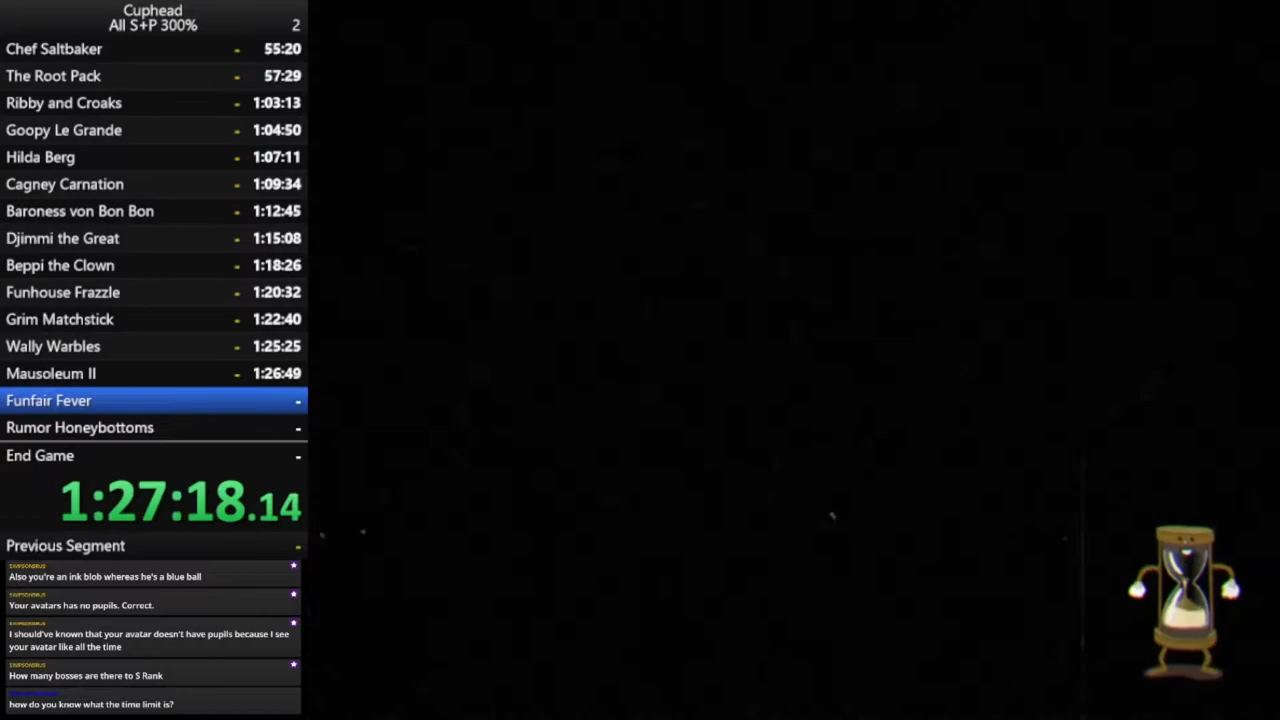 Cuphead
All S+P 300% 2
Chef Saltbaker - 55:20
The Root Pack - 57:29
Ribby and Croaks - 1:03:13
Goopy Le Grande - 1:04:50
Hilda Berg - 1:07:11
Cagney Carnation - 1:09:34
Baroness von Bon Bon - 1:12:45
Djimmi the Great - 1:15:08
Beppi the Clown - 1:18:26
Funhouse Frazzle - 1:20:32
Grim Matchstick - 1:22:40
Wally Warbles - 1:25:25
Mausoleum II - 1:26:49
Funfair Fever -
Rumor Honeybottoms -
End Game -
1:27:18.14
Previous Segment -
Also you're an ink blob whereas he's a blue ball
Your avatars has no pupils. Correct.
I should've known that your avatar doesn't have pupils because I see
your avatar like all the time
How many bosses are there to S Rank
how do you know what the time limit is?